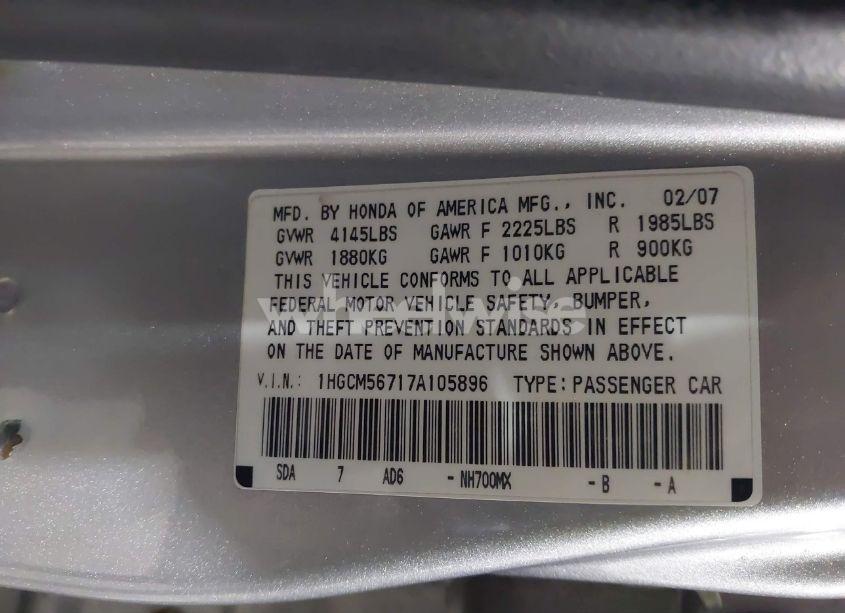 MFD. BY HONDA OF AMERICA MFG., INC. 02/07
GVWR 4145LBS GAWR F 2225LBS R 1985LBS
GVWR 1880KG GAWR F 1010KG R 900KG
THIS VEHICLE CONFORMS TO ALL APPLICABLE
FEDERAL MOTOR VEHICLE SAFETY, BUMPER,
AND THEFT PREVENTION STANDARDS IN EFFECT
ON THE DATE OF MANUFACTURE SHOWN ABOVE.
V.I.N.: 1HGCM56717A105896 TYPE: PASSENGER CAR
SDA 7 AD6 - NH700MX - B - A
wheelwise